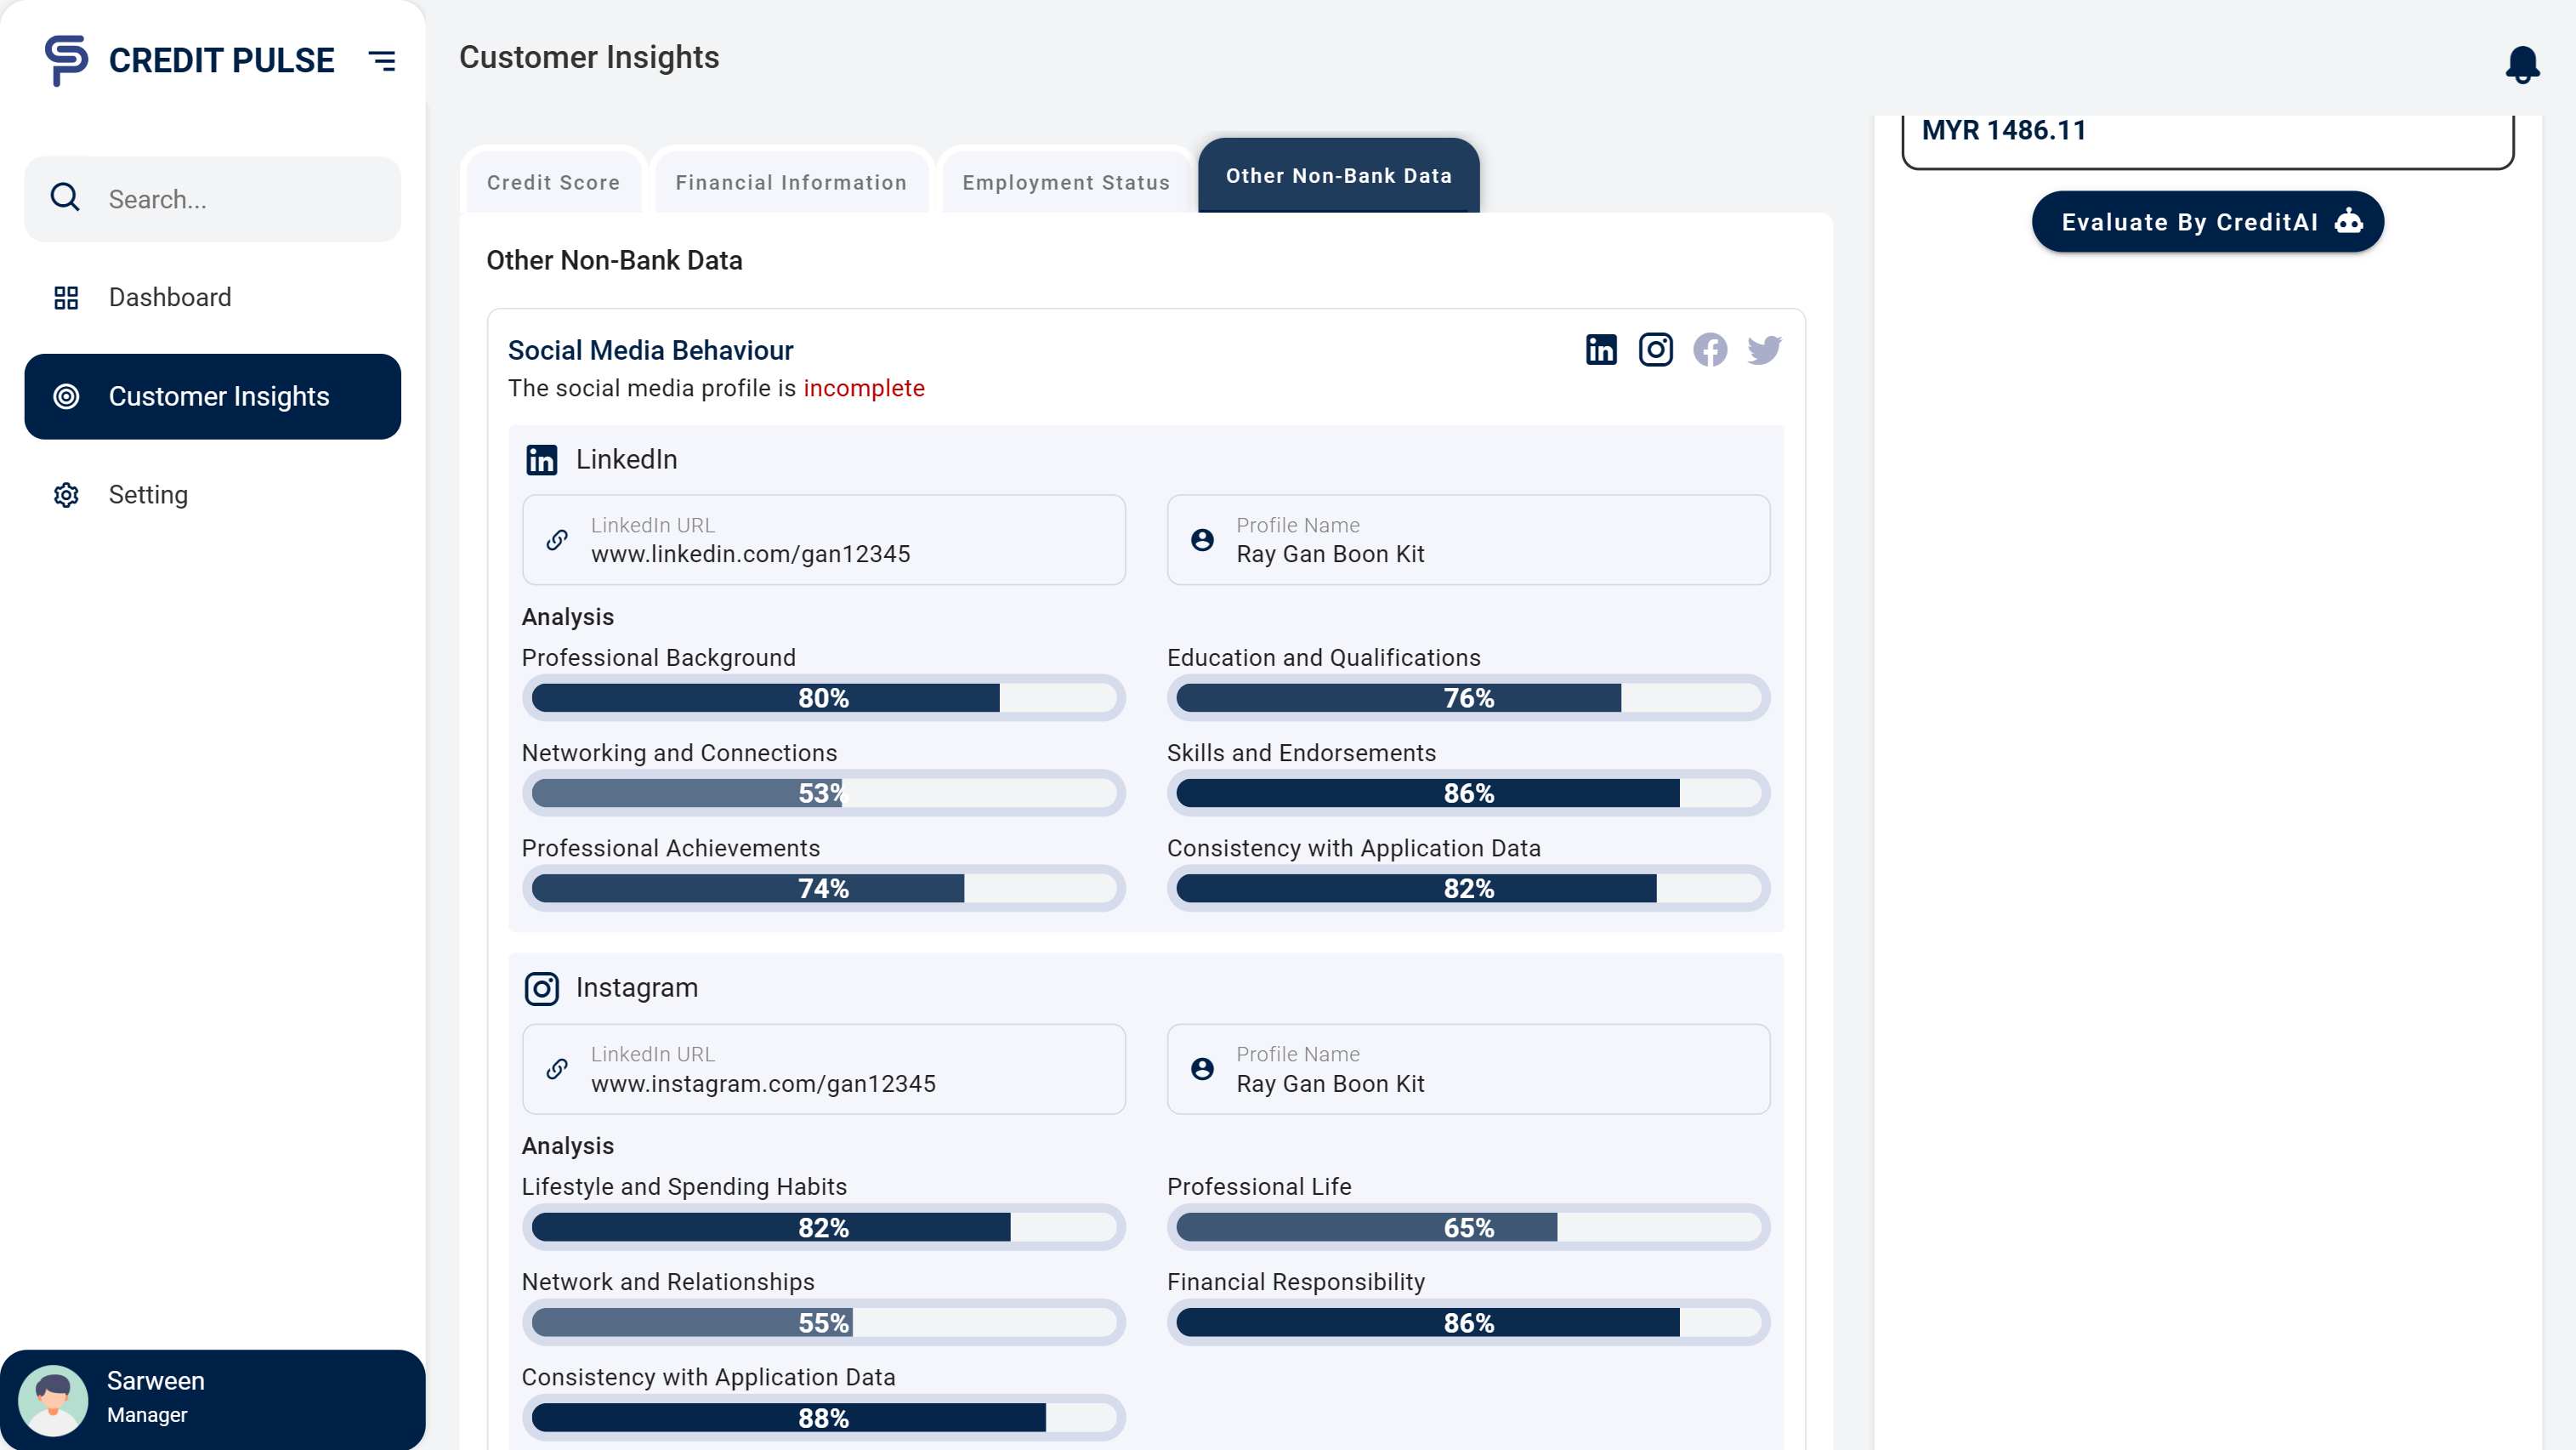 CREDIT PULSE
Search...
Dashboard
Customer Insights
Setting
Sarween
Manager
Customer Insights
Credit Score
Financial Information
Employment Status
Other Non-Bank Data
Other Non-Bank Data
Social Media Behaviour
The social media profile is incomplete
LinkedIn
LinkedIn URL
www.linkedin.com/gan12345
Profile Name
Ray Gan Boon Kit
Analysis
Professional Background
80%
Education and Qualifications
76%
Networking and Connections
53%
Skills and Endorsements
86%
Professional Achievements
74%
Consistency with Application Data
82%
Instagram
LinkedIn URL
www.instagram.com/gan12345
Profile Name
Ray Gan Boon Kit
Analysis
Lifestyle and Spending Habits
82%
Professional Life
65%
Network and Relationships
55%
Financial Responsibility
86%
Consistency with Application Data
88%
MYR 1486.11
Evaluate By CreditAI